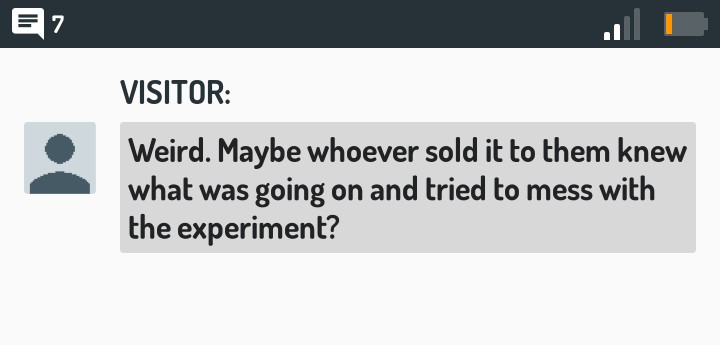 7
VISITOR:
Weird. Maybe whoever sold it to them knew
what was going on and tried to mess with
the experiment?